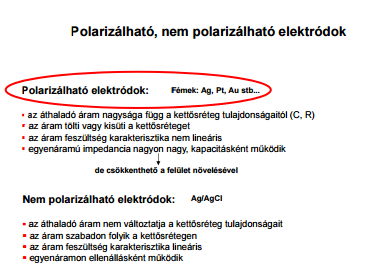 Polarizálható, nem polarizálható elektródok
Polarizálható elektródok: Fémek: Ag, Pt, Au stb...
▪ az áthaladó áram nagysága függ a kettősréteg tulajdonságaitól (C, R)
▪ az áram tölti vagy kisüti a kettősréteget
▪ az áram feszültség karakterisztika nem lineáris
▪ egyenáramú impedancia nagyon nagy, kapacitásként működik
de csökkenthető a felület növelésével
Nem polarizálható elektródok: Ag/AgCl
▪ az áthaladó áram nem változtatja a kettősréteg tulajdonságait
▪ az áram szabadon folyik a kettősrétegen
▪ az áram feszültség karakterisztika lineáris
▪ egyenáramon ellenállásként működik